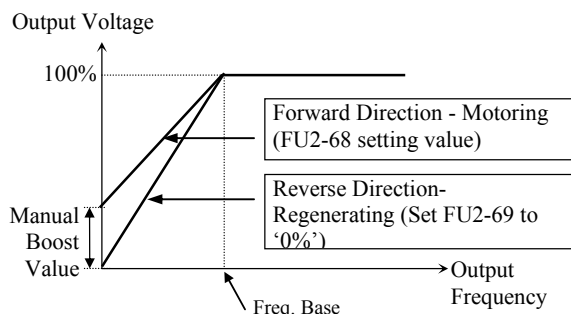 Output Voltage
100%
Forward Direction - Motoring
(FU2-68 setting value)
Reverse Direction-
Regenerating (Set FU2-69 to
‘0%’)
Manual
Boost
Value
Output
Frequency
Freq. Base